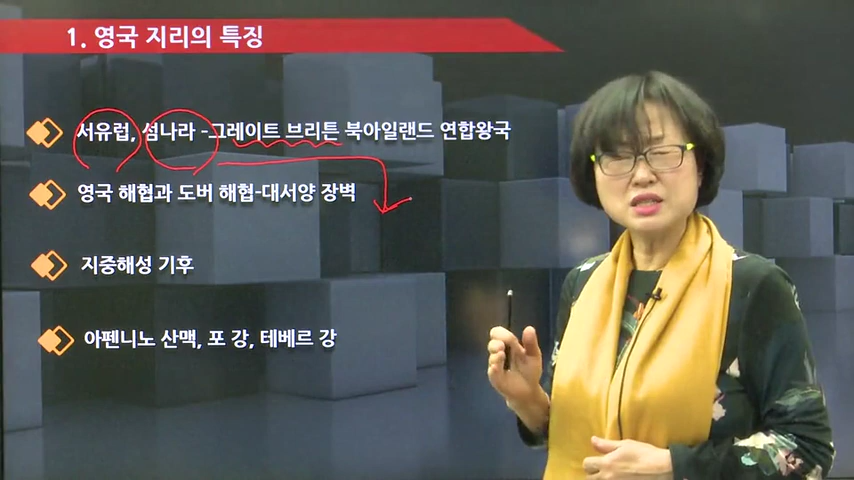 1. 영국 지리의 특징
서유럽, 섬나라 -그레이트 브리튼 북아일랜드 연합왕국
영국 해협과 도버 해협-대서양 장벽
지중해성 기후
아펜니노 산맥, 포 강, 테베르 강